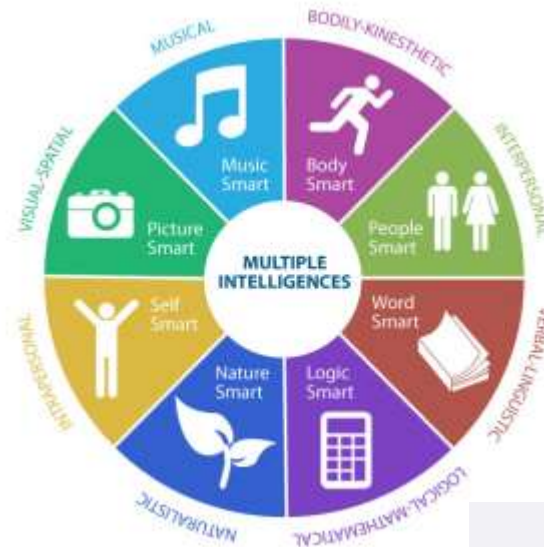 MUSICAL
BODILY-KINESTHETIC
INTERPERSONAL
VERBAL-LINGUISTIC
LOGICAL-MATHEMATICAL
NATURALISTIC
INTRAPERSONAL
VISUAL-SPATIAL
Music
Smart
Body
Smart
People
Smart
Word
Smart
Logic
Smart
Nature
Smart
Self
Smart
Picture
Smart
MULTIPLE
INTELLIGENCES